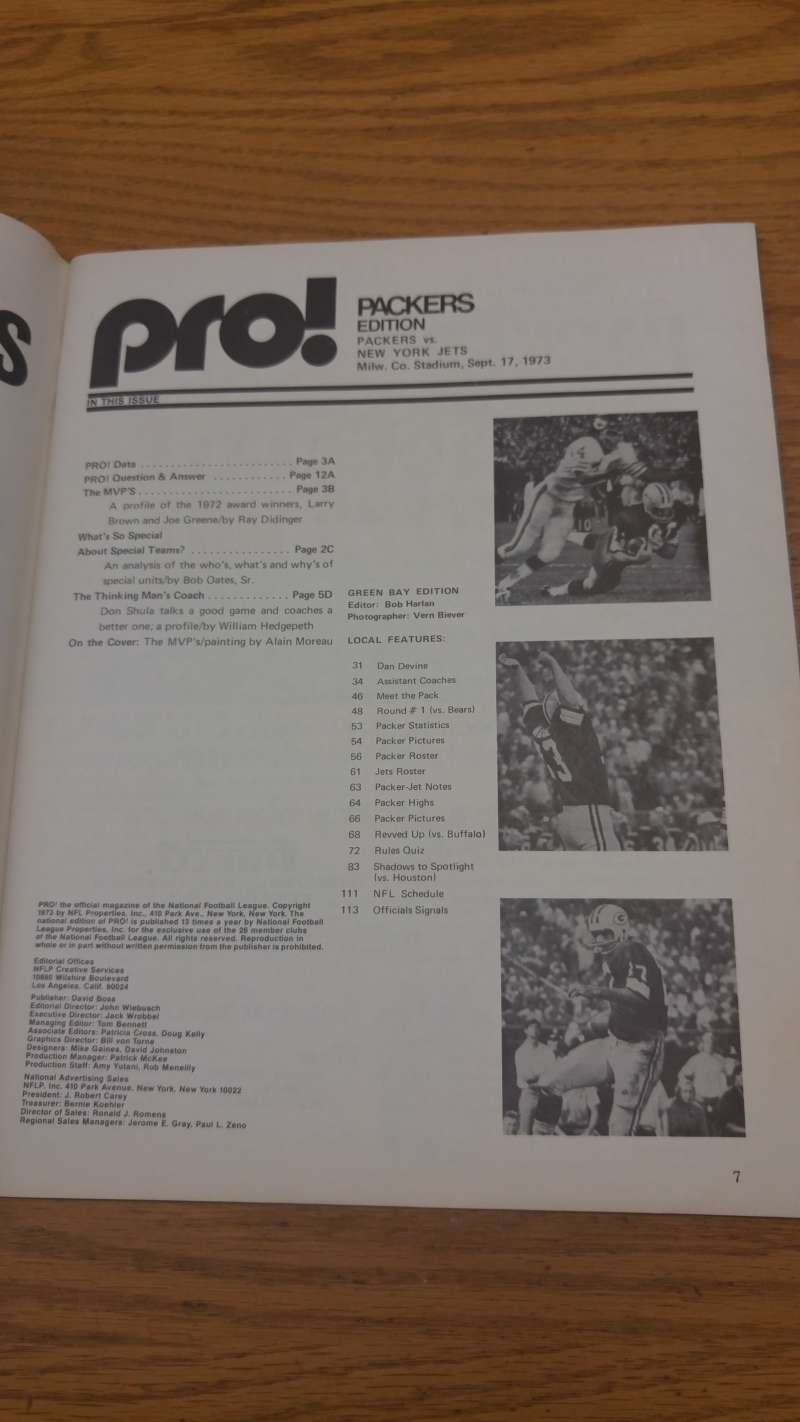 S
pro!
PACKERS
EDITION
PACKERS vs.
NEW YORK JETS
Milw. Co. Stadium, Sept. 17, 1973
IN THIS ISSUE
PRO! Data . . . . . . . . . . . . . . . . . . . . . . . . . Page 3A
PRO! Question & Answer . . . . . . . . . . . . Page 12A
The MVP'S . . . . . . . . . . . . . . . . . . . . . . . . . Page 3B
A profile of the 1972 award winners, Larry
Brown and Joe Greene/by Ray Didinger
What's So Special
About Special Teams? . . . . . . . . . . . . . . . . Page 2C
An analysis of the who's, what's and why's of
special units/by Bob Oates, Sr.
The Thinking Man's Coach . . . . . . . . . . . . . Page 5D
Don Shula talks a good game and coaches a
better one; a profile/by William Hedgepeth
On the Cover: The MVP's/painting by Alain Moreau
GREEN BAY EDITION
Editor: Bob Harlan
Photographer: Vern Biever
LOCAL FEATURES:
31 Dan Devine
34 Assistant Coaches
46 Meet the Pack
48 Round # 1 (vs. Bears)
53 Packer Statistics
54 Packer Pictures
56 Packer Roster
61 Jets Roster
63 Packer-Jet Notes
64 Packer Highs
66 Packer Pictures
68 Revved Up (vs. Buffalo)
72 Rules Quiz
83 Shadows to Spotlight
(vs. Houston)
111 NFL Schedule
113 Officials Signals
PRO! the official magazine of the National Football League. Copyright
1973 by NFL Properties, Inc., 410 Park Ave., New York, New York. The
national edition of PRO! is published 13 times a year by National Football
League Properties, Inc. for the exclusive use of the 26 member clubs
of the National Football League. All rights reserved. Reproduction in
whole or in part without written permission from the publisher is prohibited.
Editorial Offices
NFLP Creative Services
10880 Wilshire Boulevard
Los Angeles, Calif. 90024
Publisher: David Boss
Editorial Director: John Wiebusch
Executive Director: Jack Wrobbel
Managing Editor: Tom Bennett
Associate Editors: Patricia Cross, Doug Kelly
Graphics Director: Bill von Torne
Designers: Mike Gaines, David Johnston
Production Manager: Patrick McKee
Production Staff: Amy Yutani, Rob Meneilly
National Advertising Sales
NFLP, Inc. 410 Park Avenue, New York, New York 10022
President: J. Robert Carey
Treasurer: Bernie Koehler
Director of Sales: Ronald J. Romens
Regional Sales Managers: Jerome E. Gray, Paul L. Zeno
7